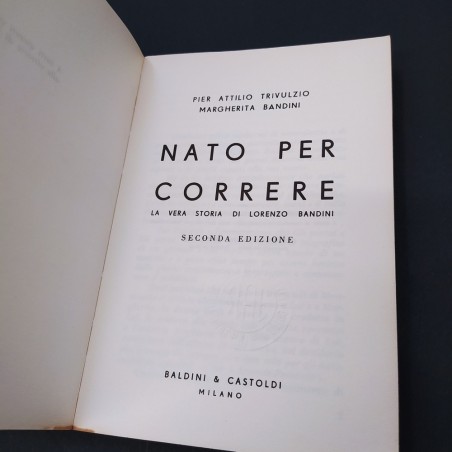 PIER ATTILIO TRIVULZIO
MARGHERITA BANDINI
NATO PER
CORRERE
LA VERA STORIA DI LORENZO BANDINI
SECONDA EDIZIONE
BALDINI & CASTOLDI
MILANO